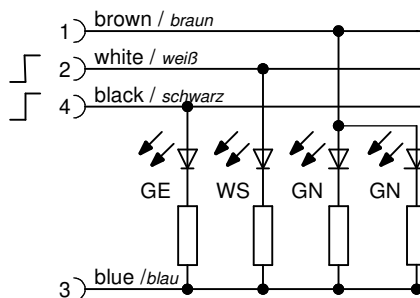 1 brown / braun
2 white / weiß
4 black / schwarz
GE WS GN GN
3 blue /blau